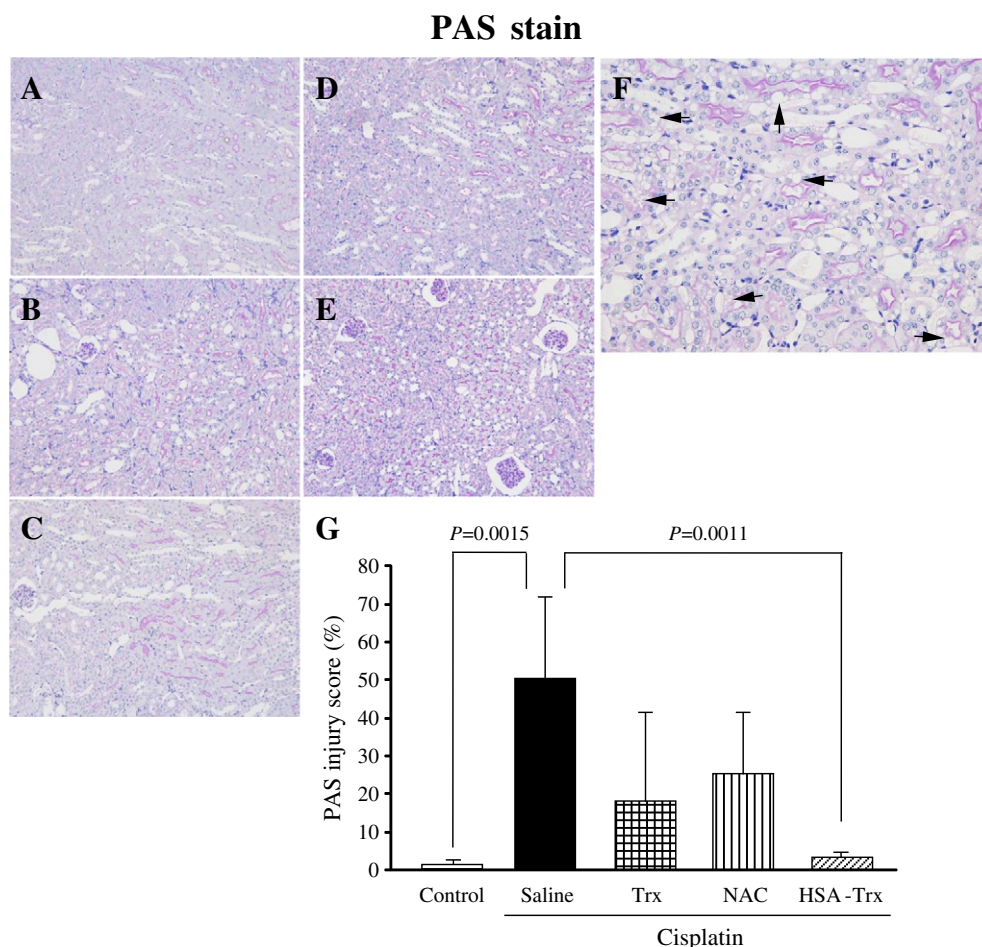 PAS stain
A
D
F
B
E
C
G
P=0.0015
P=0.0011
PAS injury score (%)
80
70
60
50
40
30
20
10
0
Control Saline Trx NAC HSA-Trx
Cisplatin